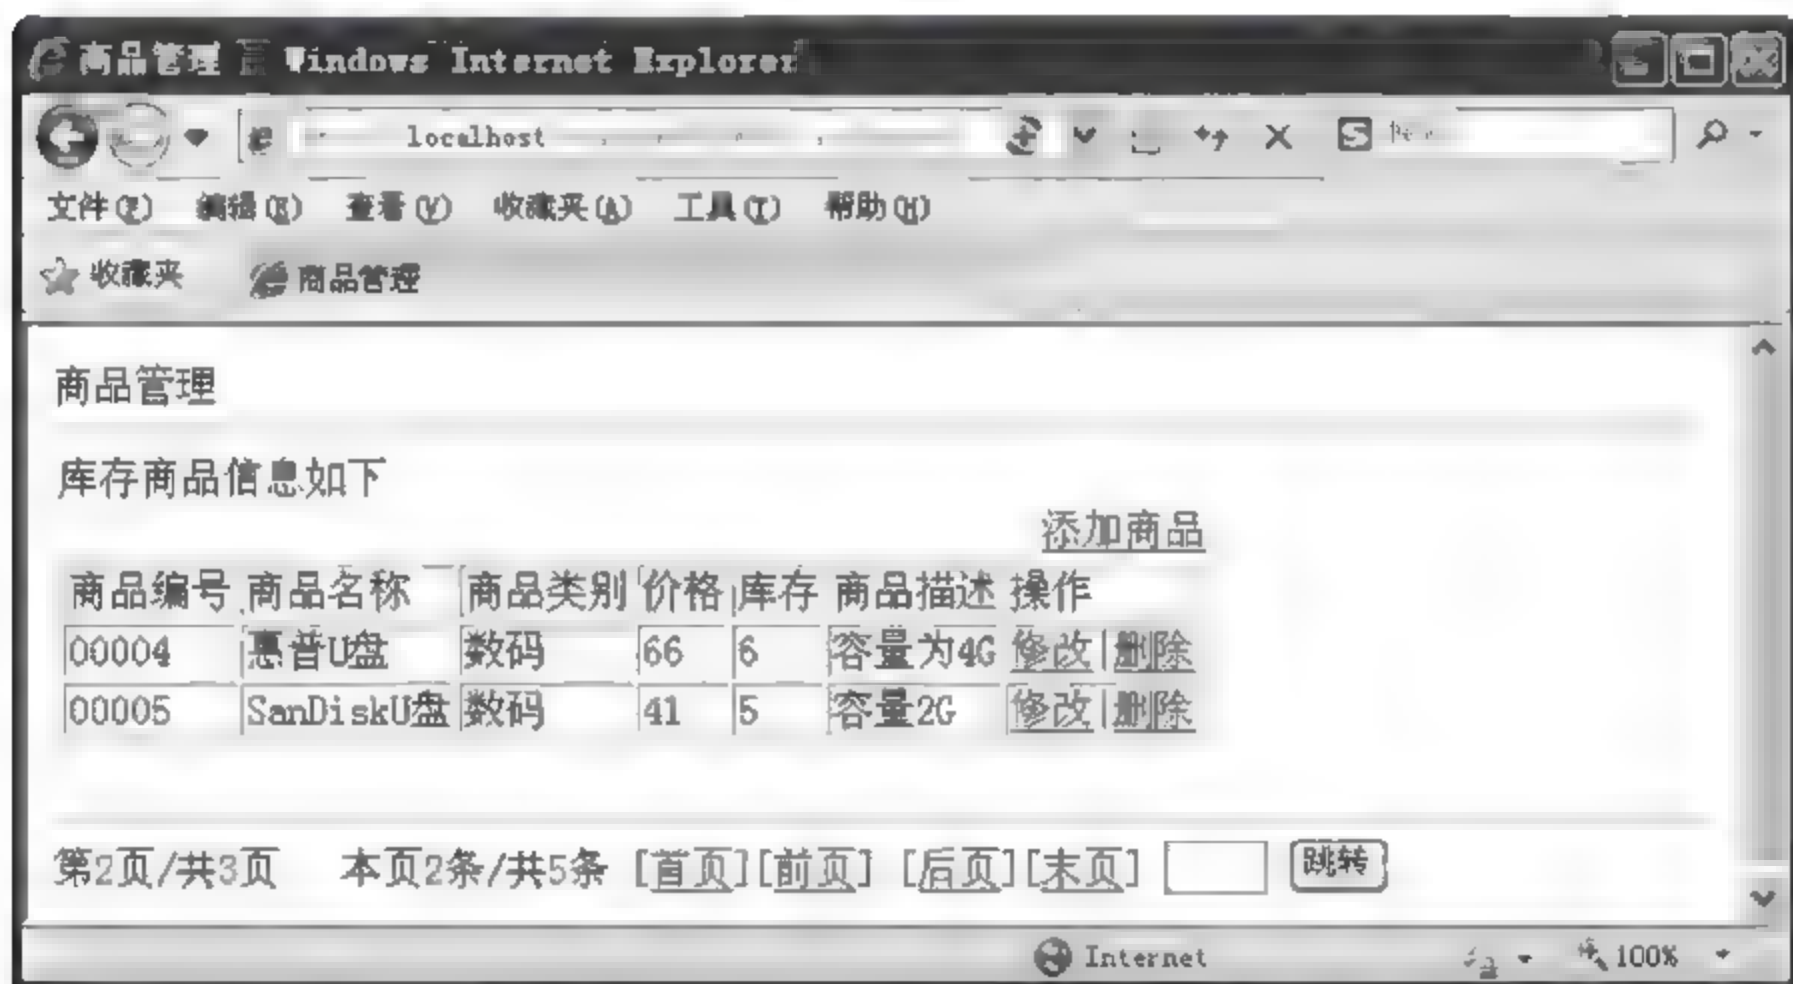 商品管理 Windows Internet Explorer
localhost
文件(F) 编辑(E) 查看(V) 收藏夹(A) 工具(T) 帮助(H)
收藏夹 商品管理
商品管理
库存商品信息如下
添加商品
商品编号 商品名称 商品类别 价格 库存 商品描述 操作
00004 惠普U盘 数码 66 6 容量为4G 修改|删除
00005 SanDiskU盘 数码 41 5 容量2G 修改|删除
第2页/共3页 本页2条/共5条 [首页][前页] [后页][末页] 跳转
Internet 100%